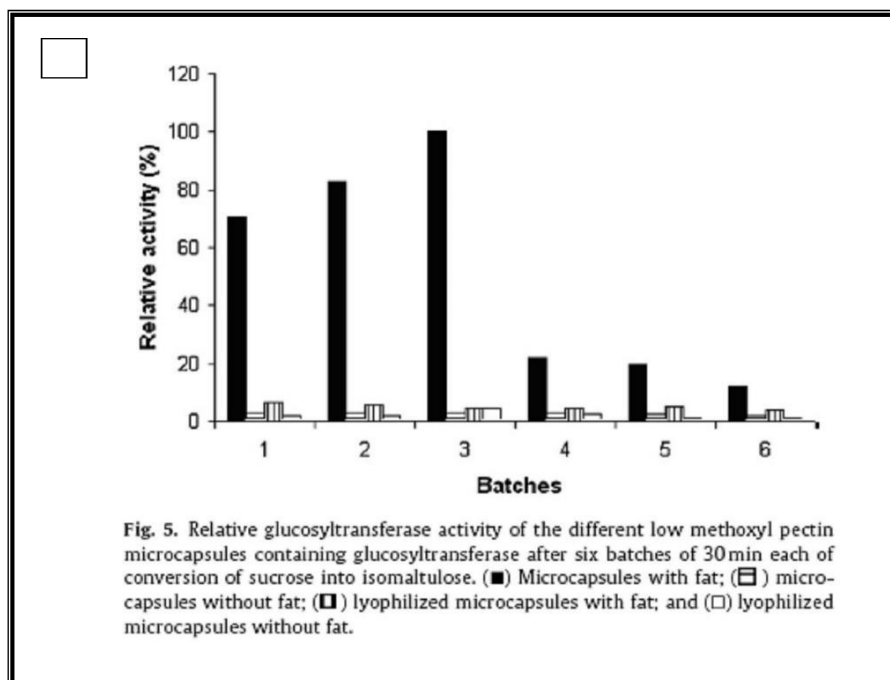 120
100
80
60
40
20
0
Relative activity (%)
1 2 3 4 5 6
Batches
Fig. 5. Relative glucosyltransferase activity of the different low methoxyl pectin
microcapsules containing glucosyltransferase after six batches of 30 min each of
conversion of sucrose into isomaltulose. (■) Microcapsules with fat; (⊟) micro-
capsules without fat; (▥) lyophilized microcapsules with fat; and (□) lyophilized
microcapsules without fat.